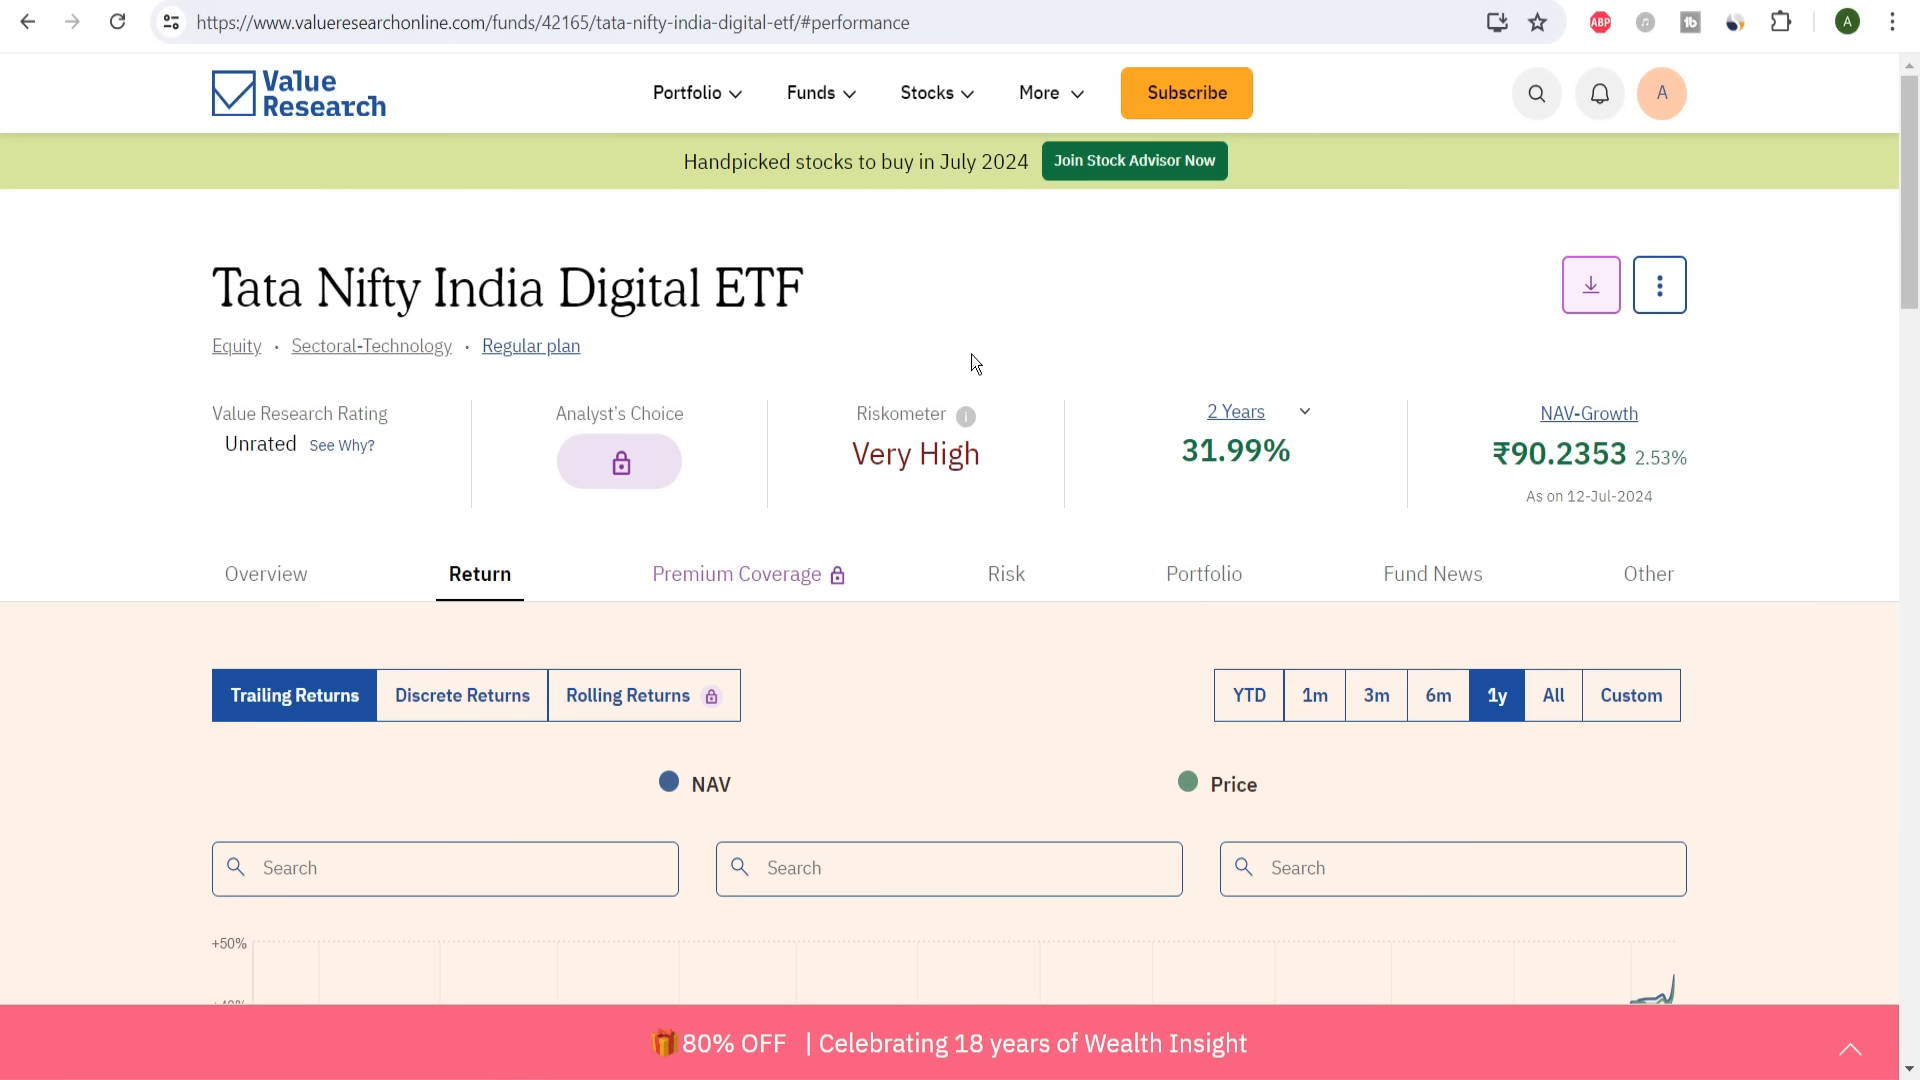 https://www.valueresearchonline.com/funds/42165/tata-nifty-india-digital-etf/#performance
ABP
tb
A
Value
Research
Portfolio
Funds
Stocks
More
Subscribe
A
Handpicked stocks to buy in July 2024
Join Stock Advisor Now
Tata Nifty India Digital ETF
Equity · Sectoral-Technology · Regular plan
Value Research Rating
Unrated See Why?
Analyst's Choice
Riskometer i
Very High
2 Years
31.99%
NAV-Growth
₹90.2353 2.53%
As on 12-Jul-2024
Overview
Return
Premium Coverage
Risk
Portfolio
Fund News
Other
Trailing Returns
Discrete Returns
Rolling Returns
YTD
1m
3m
6m
1y
All
Custom
NAV
Price
Search
Search
Search
+50%
80% OFF | Celebrating 18 years of Wealth Insight